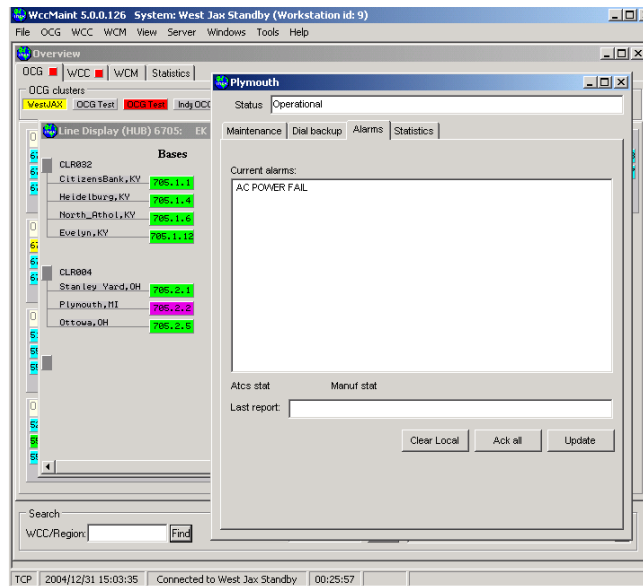 WccMaint 5.0.0.126 System: West Jax Standby (Workstation id: 9)
File OCG WCC WCM View Server Windows Tools Help
Overview
OCG WCC WCM Statistics
OCG clusters
WestJAX OCG Test OCG Test Indy OCC
Line Display (HUB) 6705: EK
Bases
CLR032
CitizensBank,KY 705.1.1
Heidelburg,KY 705.1.4
North_Athol,KY 705.1.6
Evelyn,KY 705.1.12
CLR004
Stanley Yard,OH 705.2.1
Plymouth,MI 705.2.2
Ottowa,OH 705.2.5
Plymouth
Status Operational
Maintenance Dial backup Alarms Statistics
Current alarms:
AC POWER FAIL
Atcs stat Manuf stat
Last report:
Clear Local Ack all Update
Search
WCC/Region: Find
TCP 2004/12/31 15:03:35 Connected to West Jax Standby 00:25:57